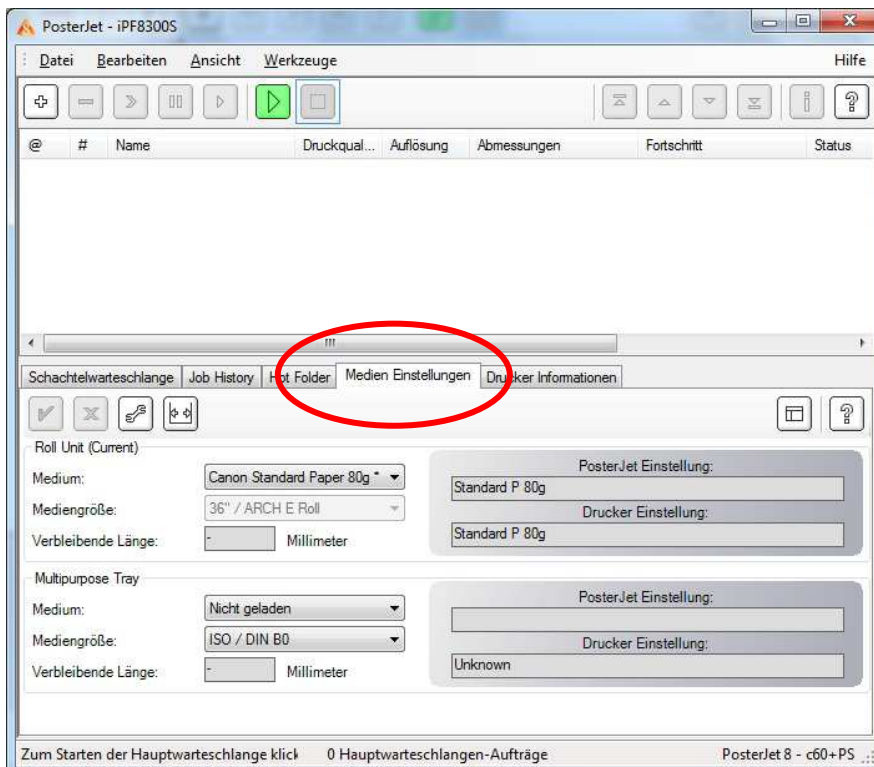 PosterJet - iPF8300S
Datei Bearbeiten Ansicht Werkzeuge Hilfe
@ # Name Druckqual... Auflösung Abmessungen Fortschritt Status
Schachtelwarteschlange Job History Hot Folder Medien Einstellungen Drucker Informationen
Roll Unit (Current)
Medium: Canon Standard Paper 80g *
Mediengröße: 36" / ARCH E Roll
Verbleibende Länge: - Millimeter
PosterJet Einstellung:
Standard P 80g
Drucker Einstellung:
Standard P 80g
Multipurpose Tray
Medium: Nicht geladen
Mediengröße: ISO / DIN B0
Verbleibende Länge: - Millimeter
PosterJet Einstellung:
Drucker Einstellung:
Unknown
Zum Starten der Hauptwarteschlange klick 0 Hauptwarteschlangen-Aufträge PosterJet 8 - c60+PS